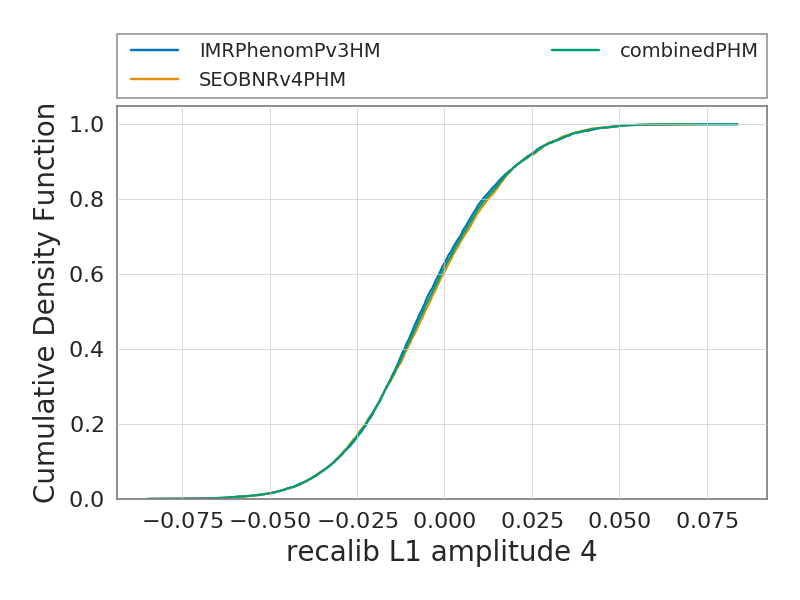 IMRPhenomPv3HM
SEOBNRv4PHM
combinedPHM
Cumulative Density Function
1.0
0.8
0.6
0.4
0.2
0.0
−0.075 −0.050 −0.025 0.000 0.025 0.050 0.075
recalib L1 amplitude 4